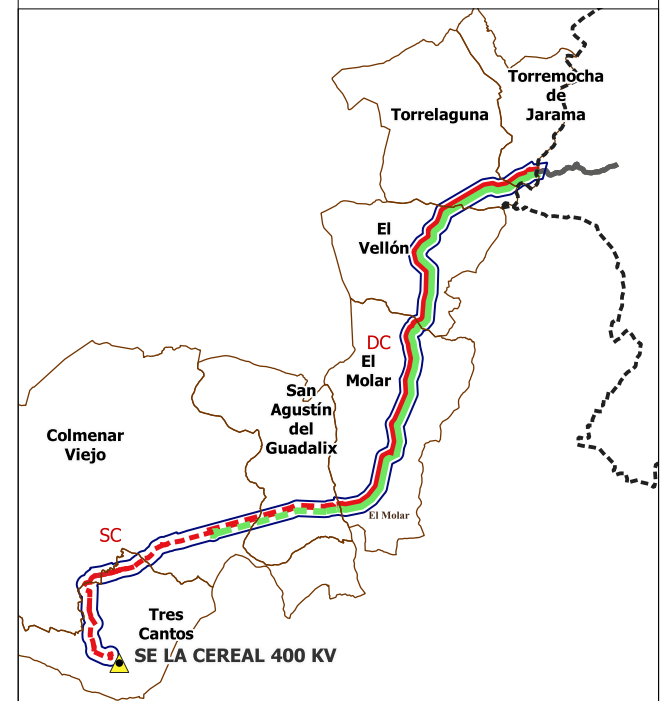 Torremocha
de
Jarama
Torrelaguna
El
Vellón
DC
El
Molar
San
Agustín
del
Guadalix
Colmenar
Viejo
El Molar
SC
Tres
Cantos
SE LA CEREAL 400 KV